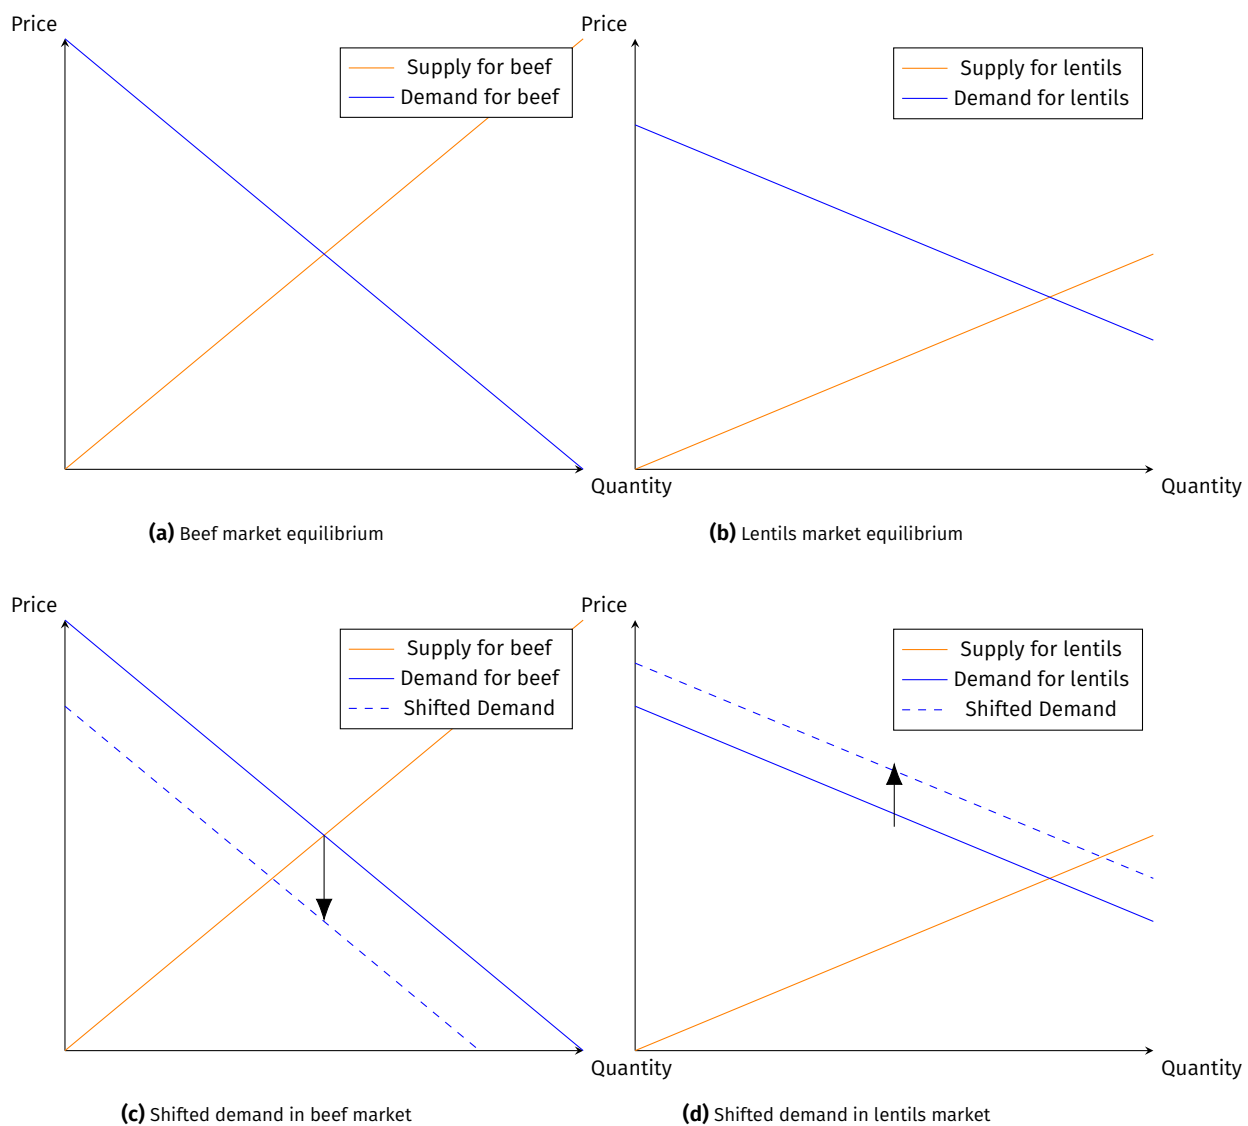 Price
Supply for beef
Demand for beef
Quantity
(a) Beef market equilibrium
Price
Supply for lentils
Demand for lentils
Quantity
(b) Lentils market equilibrium
Price
Supply for beef
Demand for beef
Shifted Demand
Quantity
(c) Shifted demand in beef market
Price
Supply for lentils
Demand for lentils
Shifted Demand
Quantity
(d) Shifted demand in lentils market